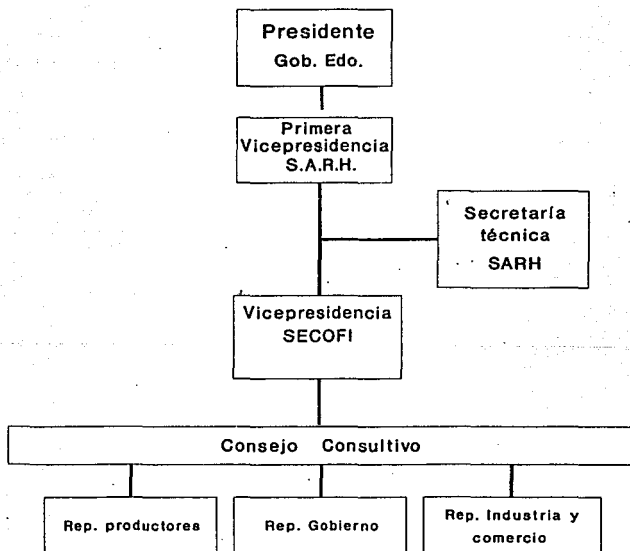 Presidente
Gob. Edo.
Primera
Vicepresidencia
S.A.R.H.
Secretaría
técnica
SARH
Vicepresidencia
SECOFI
Consejo Consultivo
Rep. productores
Rep. Gobierno
Rep. Industria y
comercio